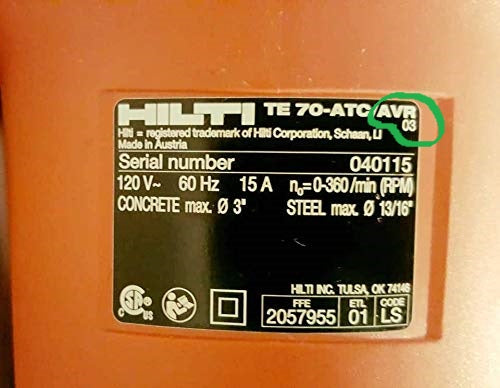 HILTI TE 70-ATC/AVR
03
Hilti = registered trademark of Hilti Corporation, Schaan, LI
Made in Austria
Serial number 040115
120 V~ 60 Hz 15 A n₀=0-360 /min (RPM)
CONCRETE max. Ø 3" STEEL max. Ø 13/16"
HILTI INC. TULSA, OK 74146
FFE ETL CODE
2057955 01 LS
CSA C US